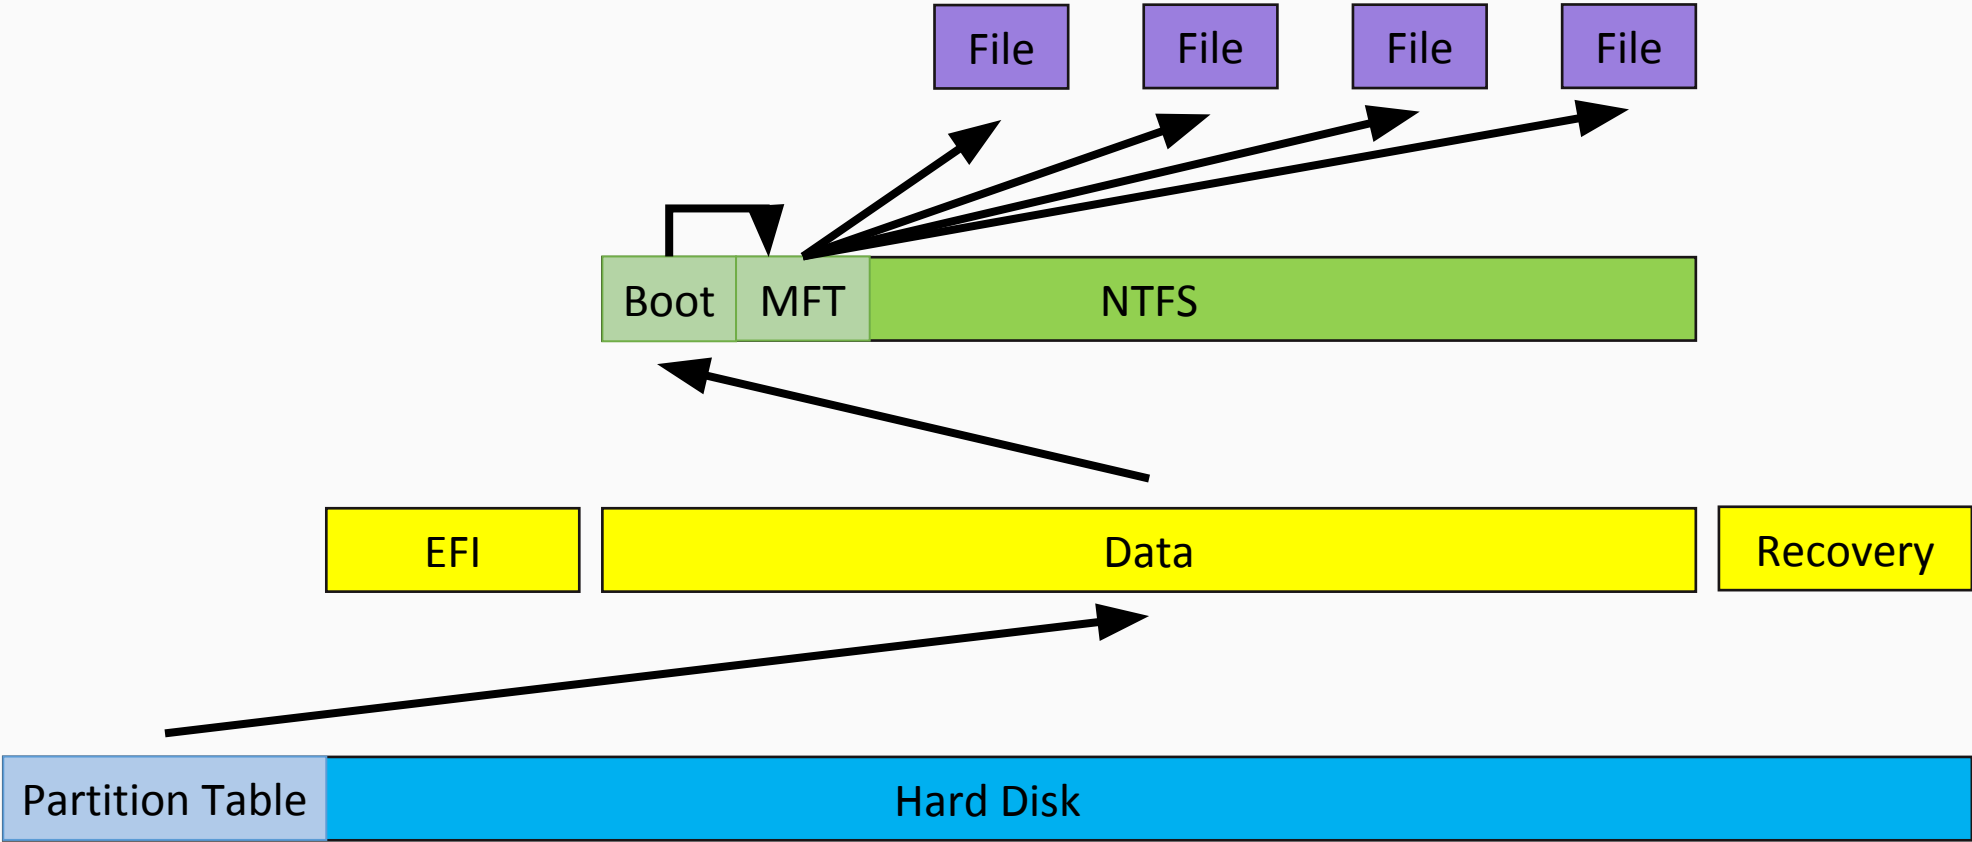 File
File
File
File
Boot
MFT
NTFS
EFI
Data
Recovery
Partition Table
Hard Disk